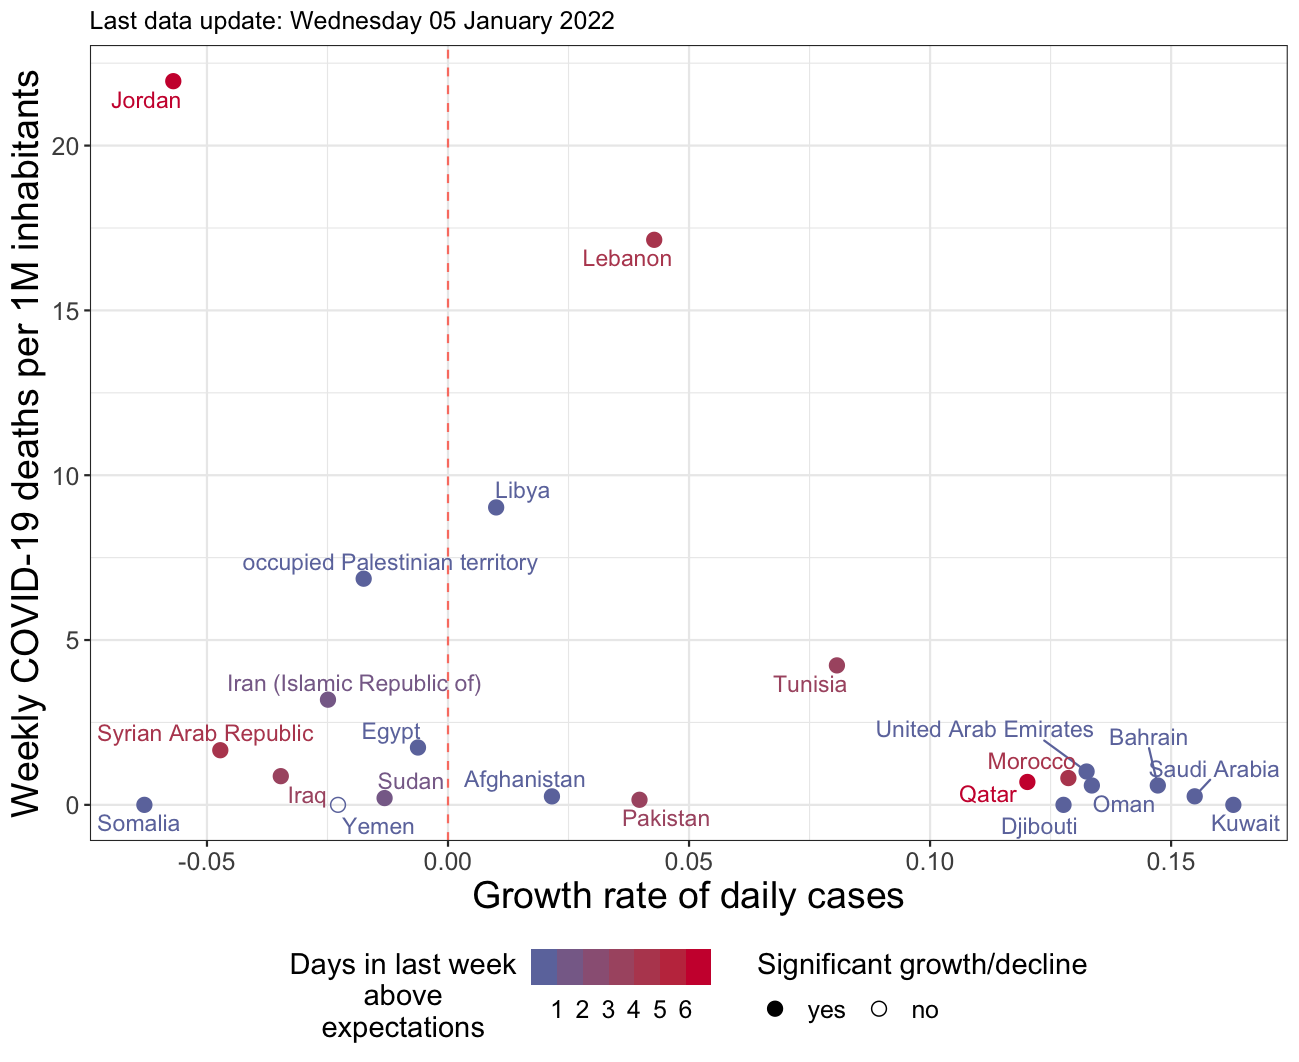 Last data update: Wednesday 05 January 2022
Weekly COVID-19 deaths per 1M inhabitants
20
15
10
5
0
Jordan
Lebanon
Libya
occupied Palestinian territory
Iran (Islamic Republic of)
Tunisia
Syrian Arab Republic
Egypt
United Arab Emirates
Bahrain
Morocco
Saudi Arabia
Iraq
Sudan
Afghanistan
Qatar
Oman
Somalia
Yemen
Pakistan
Djibouti
Kuwait
-0.05
0.00
0.05
0.10
0.15
Growth rate of daily cases
Days in last week
above
expectations
1 2 3 4 5 6
Significant growth/decline
yes
no